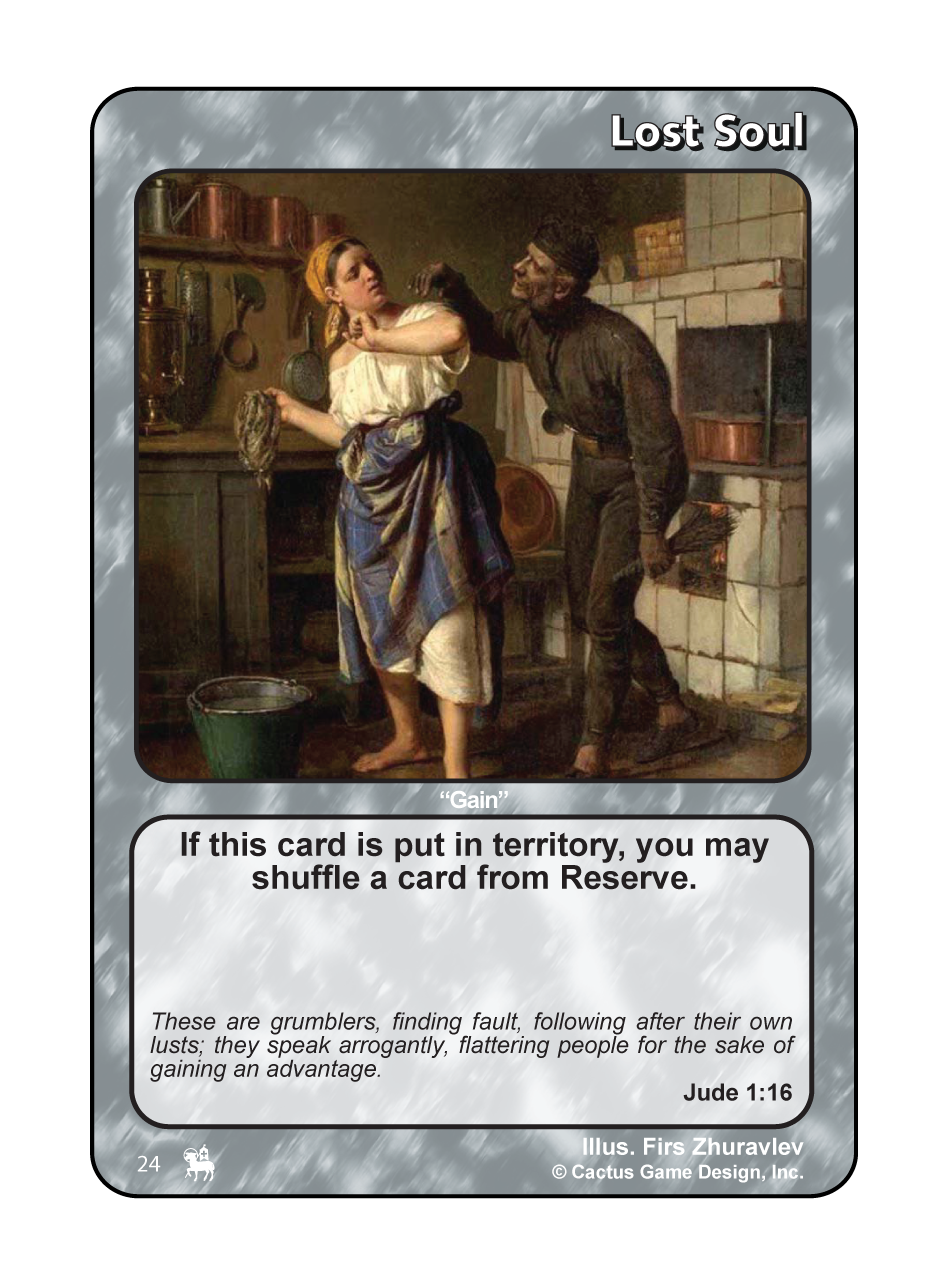 Lost Soul
“Gain”
If this card is put in territory, you may
shuffle a card from Reserve.
These are grumblers, finding fault, following after their own
lusts; they speak arrogantly, flattering people for the sake of
gaining an advantage.
Jude 1:16
Illus. Firs Zhuravlev
24
© Cactus Game Design, Inc.